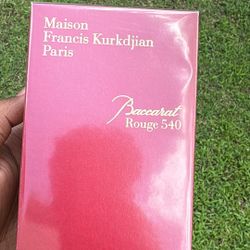 Maison
Francis Kurkdjian
Paris
Baccarat
Rouge 540